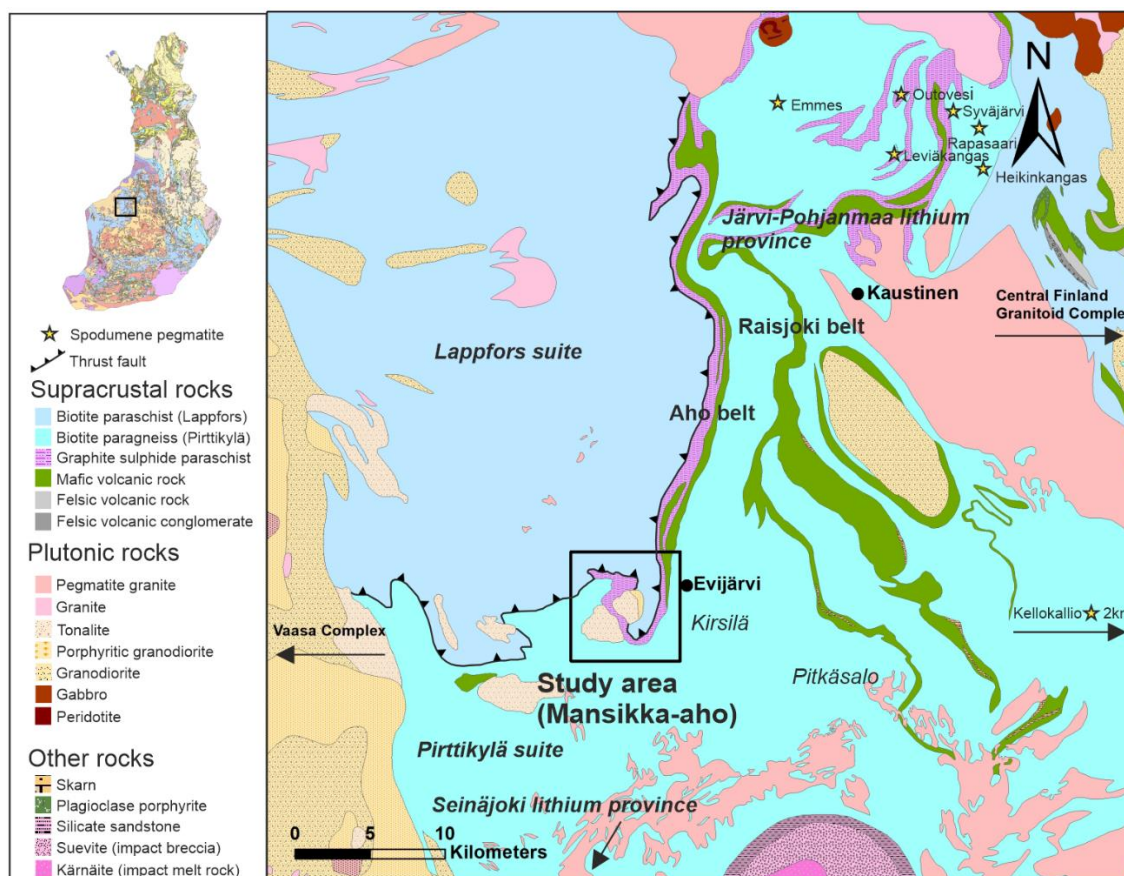 Spodumene pegmatite
Thrust fault
Supracrustal rocks
Biotite paraschist (Lappfors)
Biotite paragneiss (Pirttikylä)
Graphite sulphide paraschist
Mafic volcanic rock
Felsic volcanic rock
Felsic volcanic conglomerate
Plutonic rocks
Pegmatite granite
Granite
Tonalite
Porphyritic granodiorite
Granodiorite
Gabbro
Peridotite
Other rocks
Skarn
Plagioclase porphyrite
Silicate sandstone
Suevite (impact breccia)
Kärnäite (impact melt rock)
N
Emmes
Outovesi
Syväjärvi
Rapasaari
Leviäkangas
Heikinkangas
Järvi-Pohjanmaa lithium
province
Kaustinen
Central Finland
Granitoid Complex
Raisjoki belt
Lappfors suite
Aho belt
Evijärvi
Kirsilä
Kellokallio
2km
Vaasa Complex
Study area
(Mansikka-aho)
Pitkäsalo
Pirttikylä suite
Seinäjoki lithium province
0 5 10
Kilometers